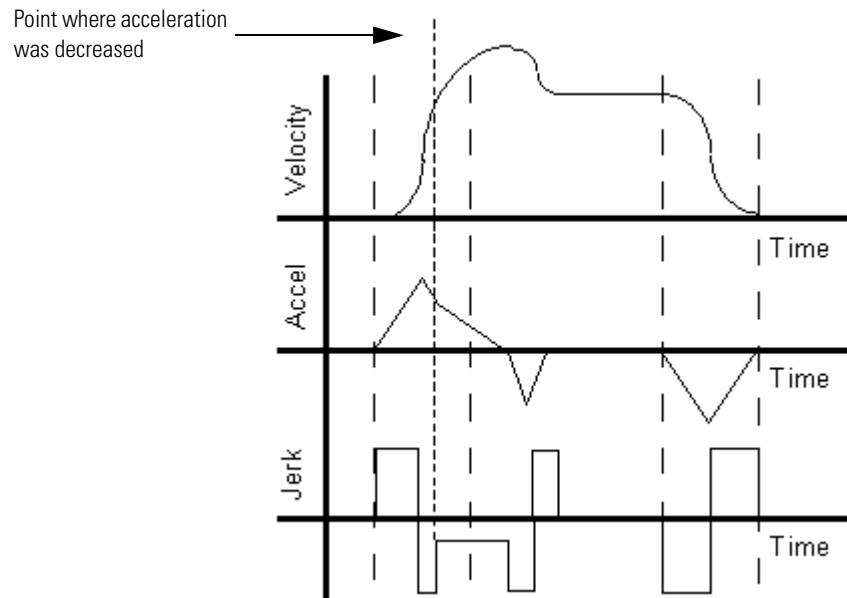 Point where acceleration
was decreased
Velocity
Time
Accel
Time
Jerk
Time